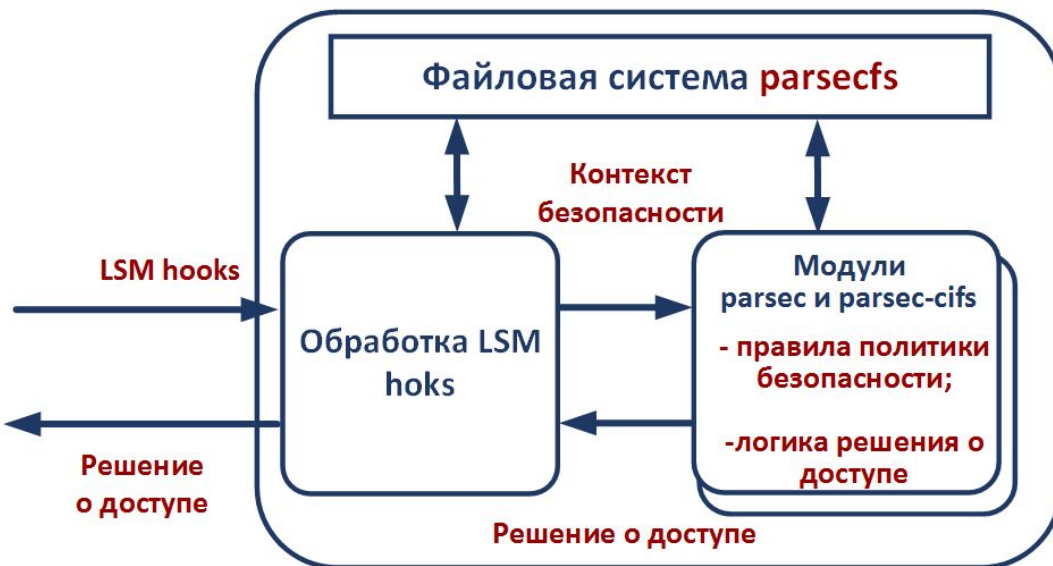 Файловая система parsecfs
Контекст
безопасности
LSM hooks
Модули
parsec и parsec-cifs
- правила политики
безопасности;
-логика решения о
доступе
Обработка LSM
hoks
Решение
о доступе
Решение о доступе